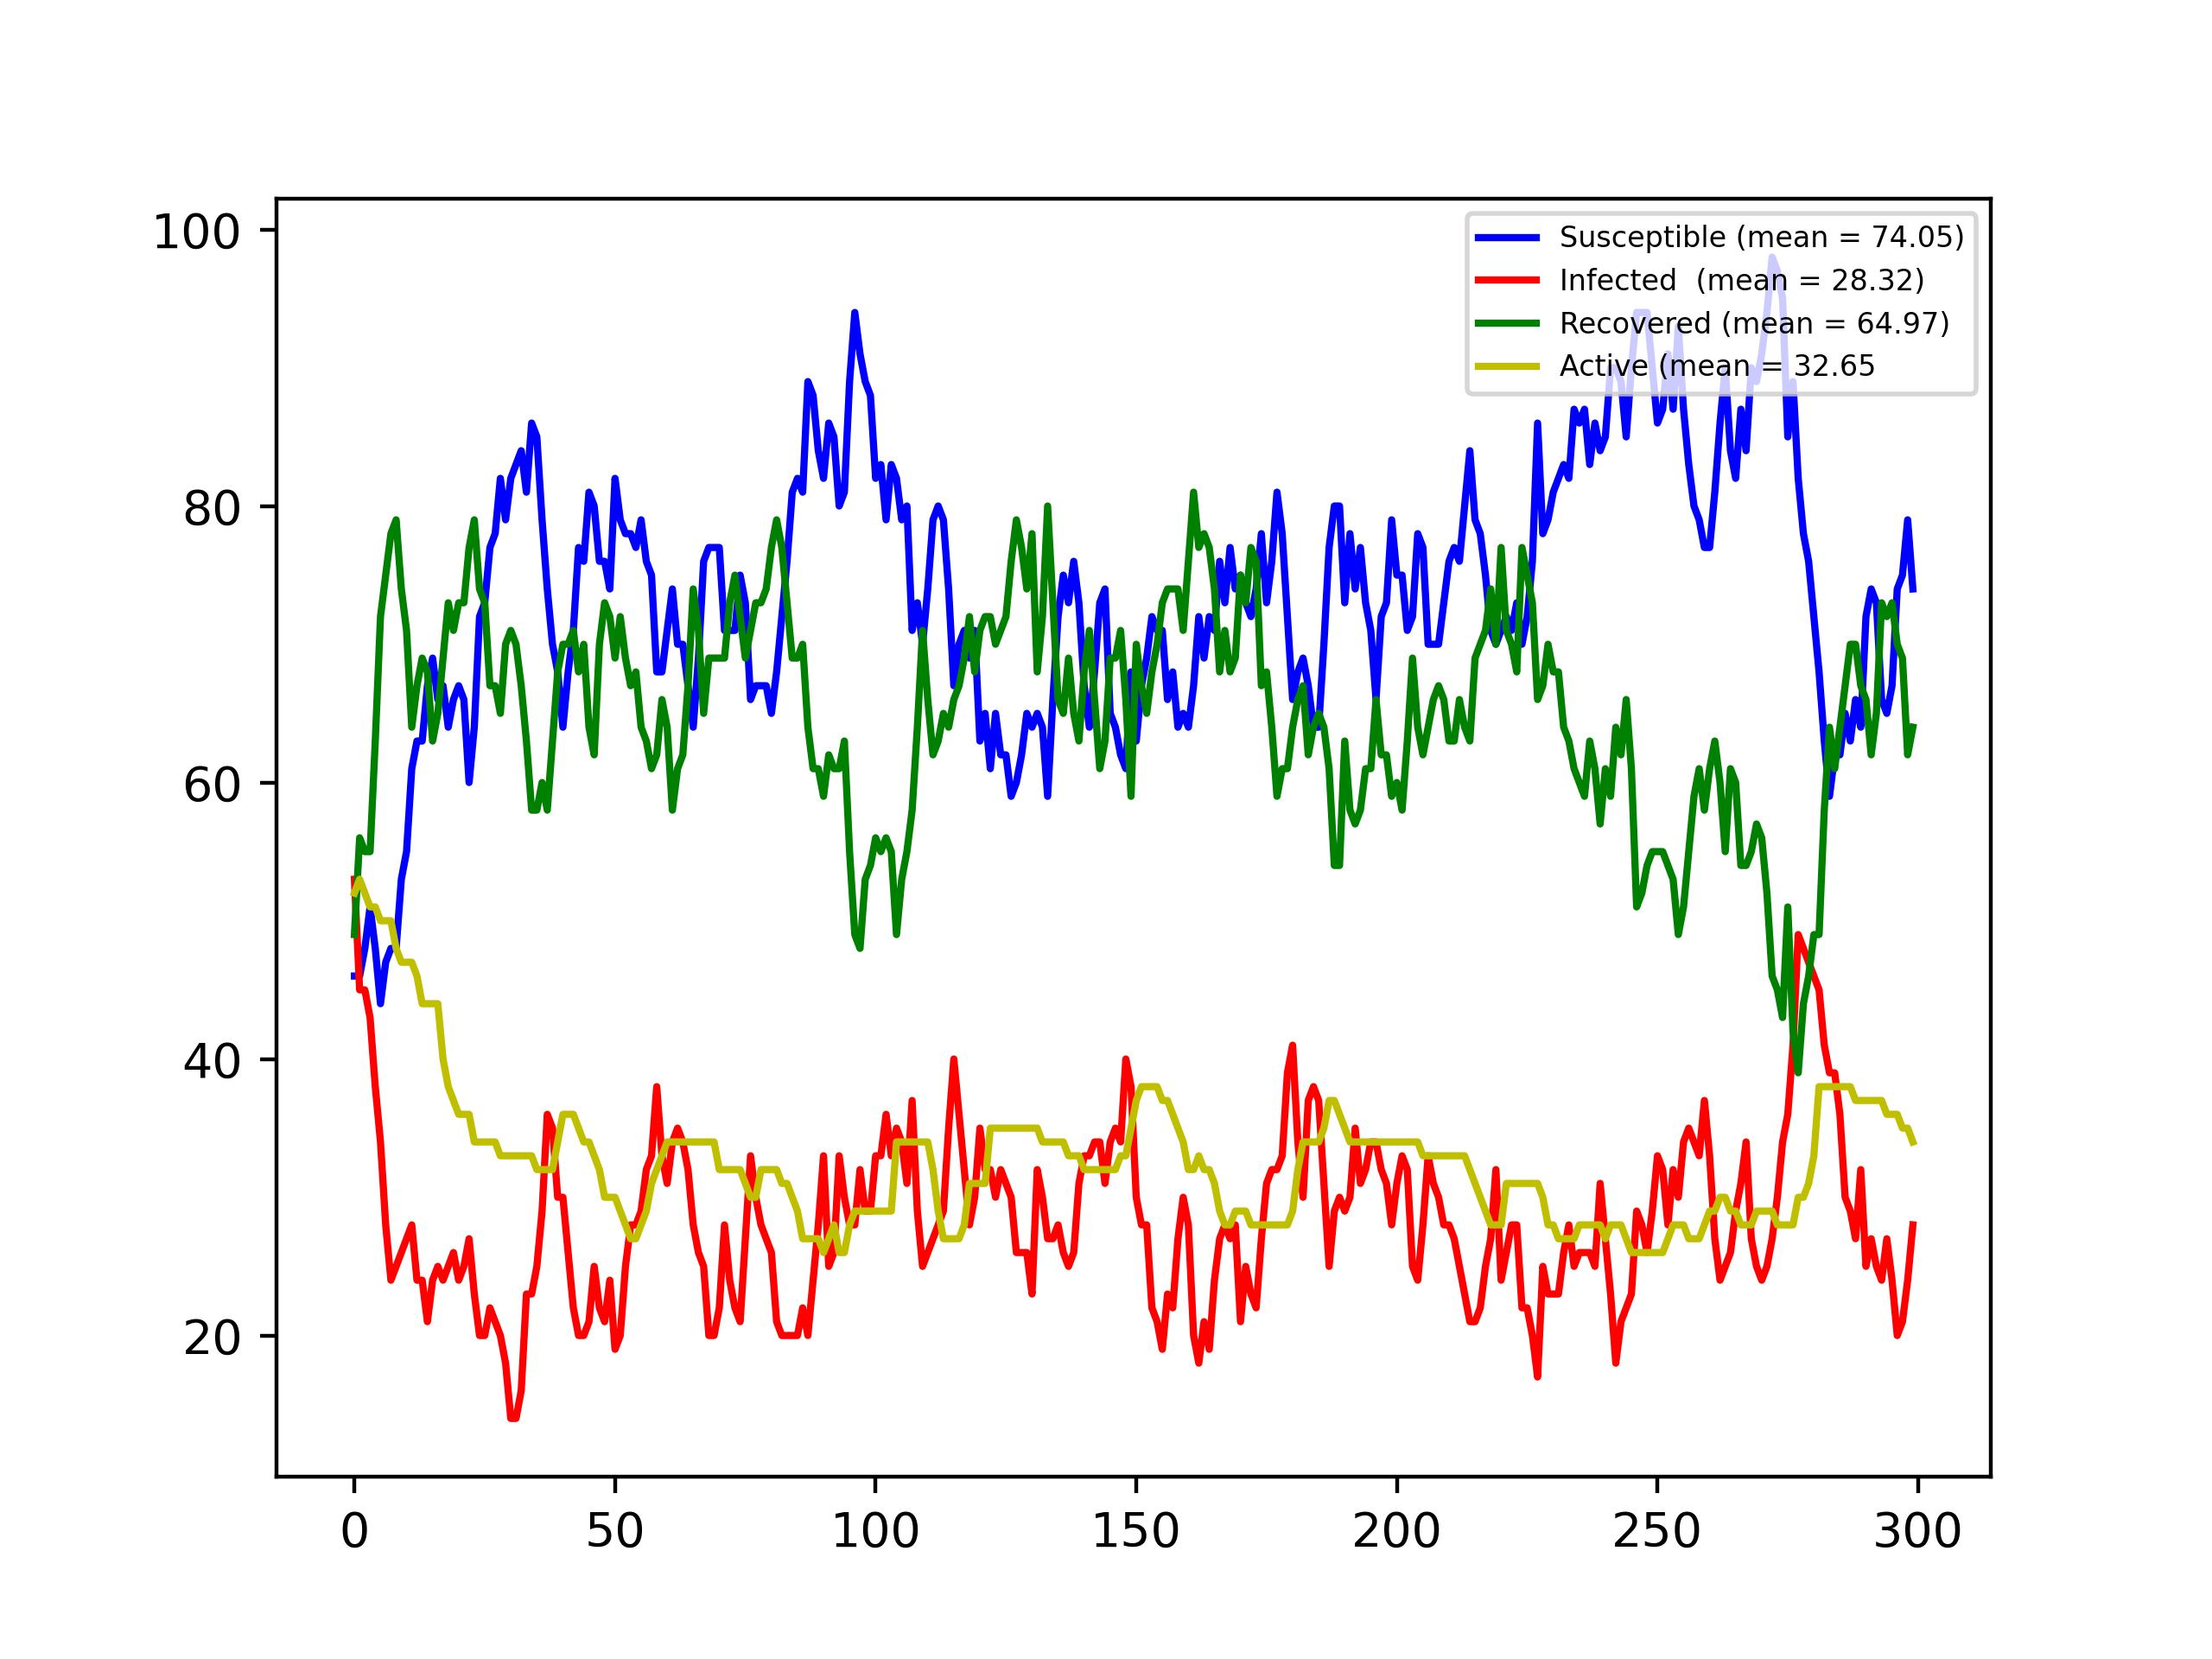 100
80
60
40
20
0 50 100 150 200 250 300
Susceptible (mean = 74.05)
Infected  (mean = 28.32)
Recovered (mean = 64.97)
Active (mean = 32.65